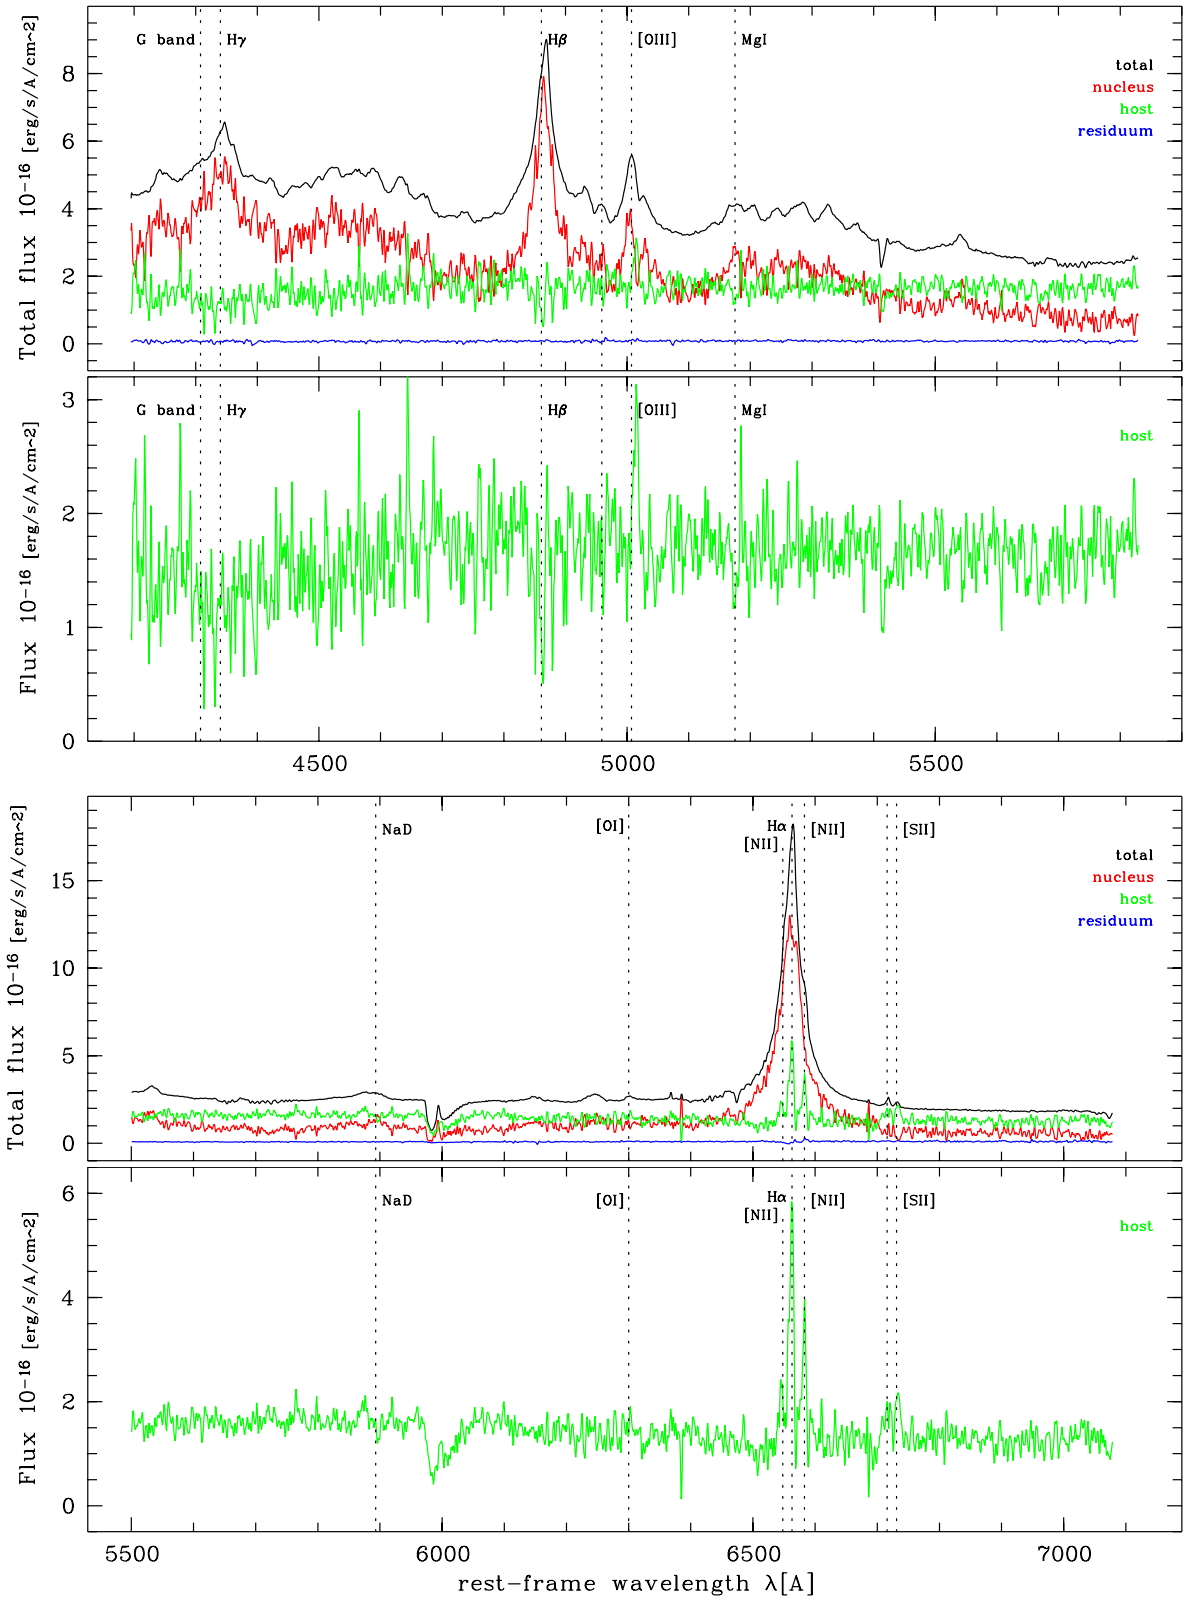 G band
Hγ
Hβ
[OIII]
MgI
total
nucleus
host
residuum
8
6
4
2
0
Total flux 10−16 [erg/s/A/cm^2]
G band
Hγ
Hβ
[OIII]
MgI
host
3
2
1
0
Flux 10−16 [erg/s/A/cm^2]
4500
5000
5500
NaD
[OI]
Hα
[NII]
[NII]
[SII]
total
nucleus
host
residuum
15
10
5
0
Total flux 10−16 [erg/s/A/cm^2]
NaD
[OI]
Hα
[NII]
[NII]
[SII]
host
6
4
2
0
Flux 10−16 [erg/s/A/cm^2]
5500
6000
6500
7000
rest−frame wavelength λ[A]